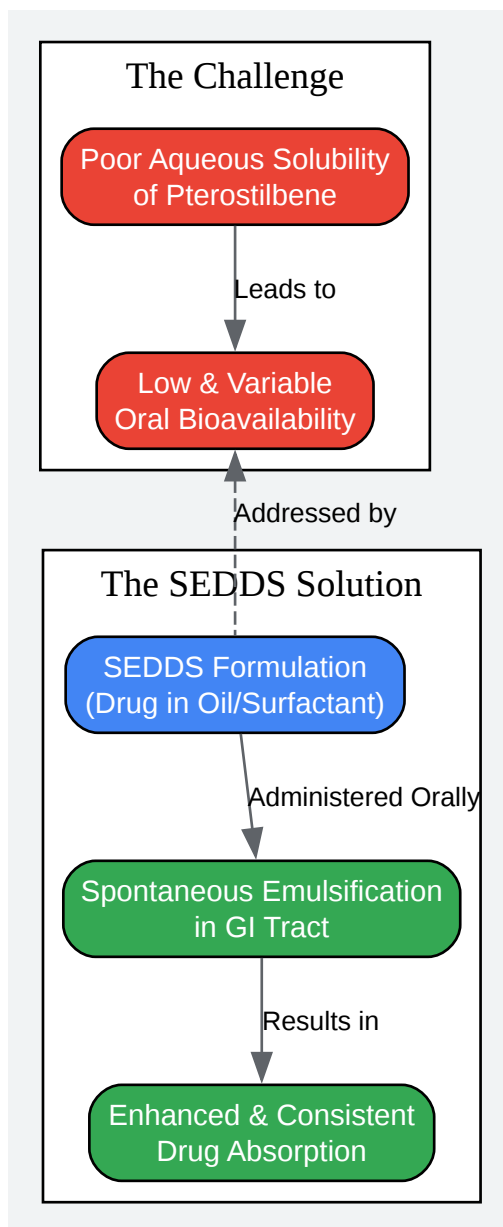 The Challenge
Poor Aqueous Solubility
of Pterostilbene
Leads to
Low & Variable
Oral Bioavailability
Addressed by
The SEDDS Solution
SEDDS Formulation
(Drug in Oil/Surfactant)
Administered Orally
Spontaneous Emulsification
in GI Tract
Results in
Enhanced & Consistent
Drug Absorption